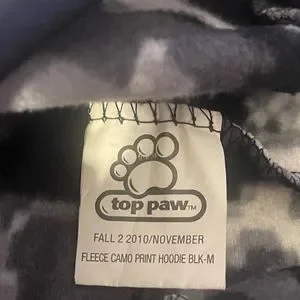 top paw™
FALL 2 2010/NOVEMBER
FLEECE CAMO PRINT HOODIE BLK-M